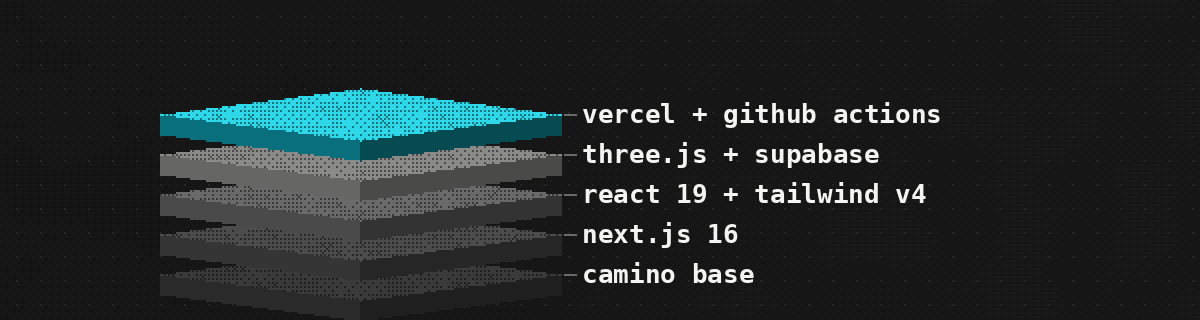 vercel + github actions
three.js + supabase
react 19 + tailwind v4
next.js 16
camino base